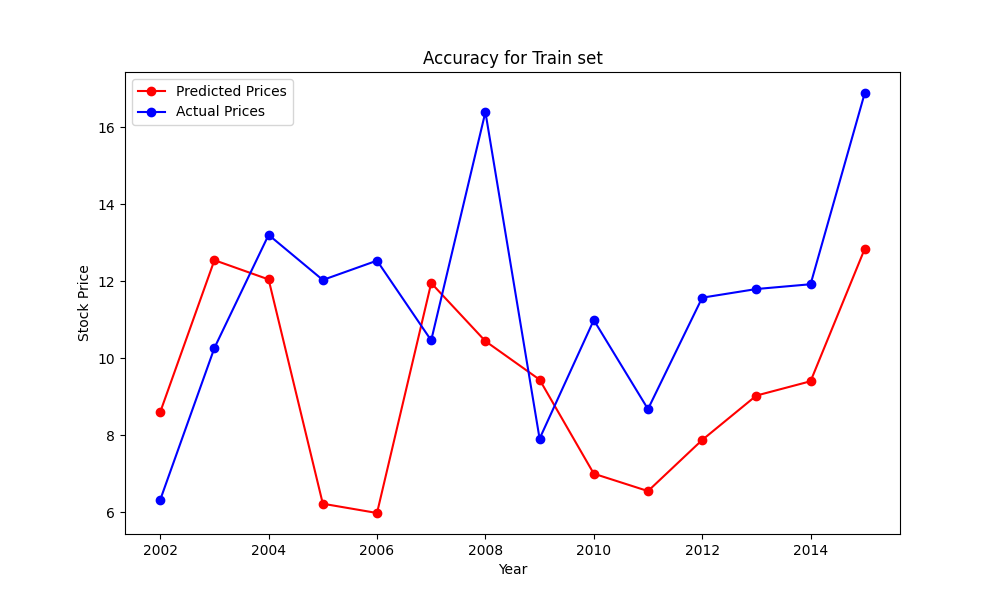 Accuracy for Train set
Predicted Prices
Actual Prices
Stock Price
16
14
12
10
8
6
2002 2004 2006 2008 2010 2012 2014
Year